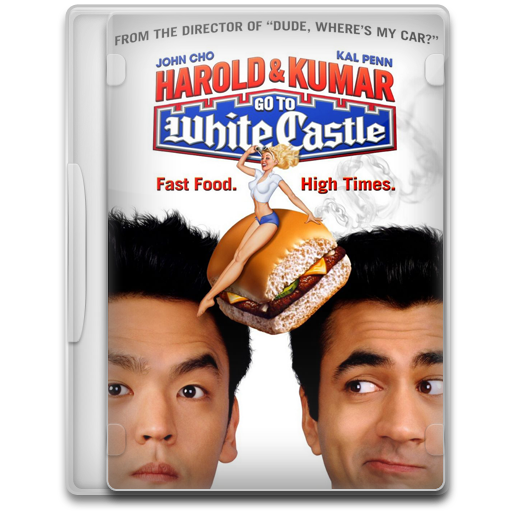 FROM THE DIRECTOR OF "DUDE, WHERE'S MY CAR?"
JOHN CHO KAL PENN
HAROLD & KUMAR
GO TO
White Castle
Fast Food. High Times.